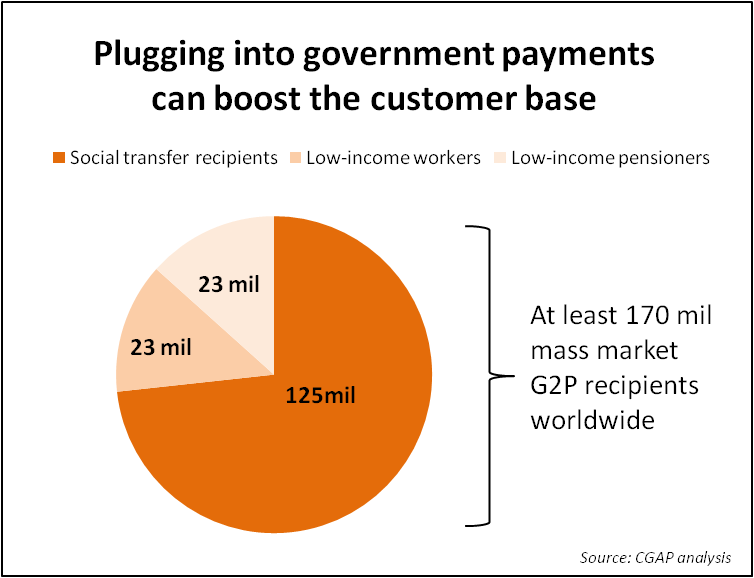 Plugging into government payments
can boost the customer base
Social transfer recipients Low-income workers Low-income pensioners
23 mil
23 mil
125mil
At least 170 mil
mass market
G2P recipients
worldwide
Source: CGAP analysis